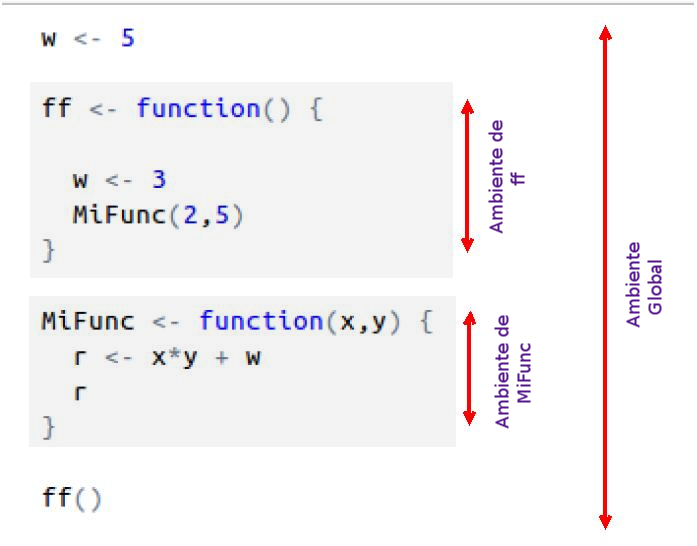 w <- 5
ff <- function() {
w <- 3
MiFunc(2,5)
}
Ambiente de
ff
MiFunc <- function(x,y) {
r <- x*y + w
r
}
Ambiente de
MiFunc
ff()
Ambiente
Global